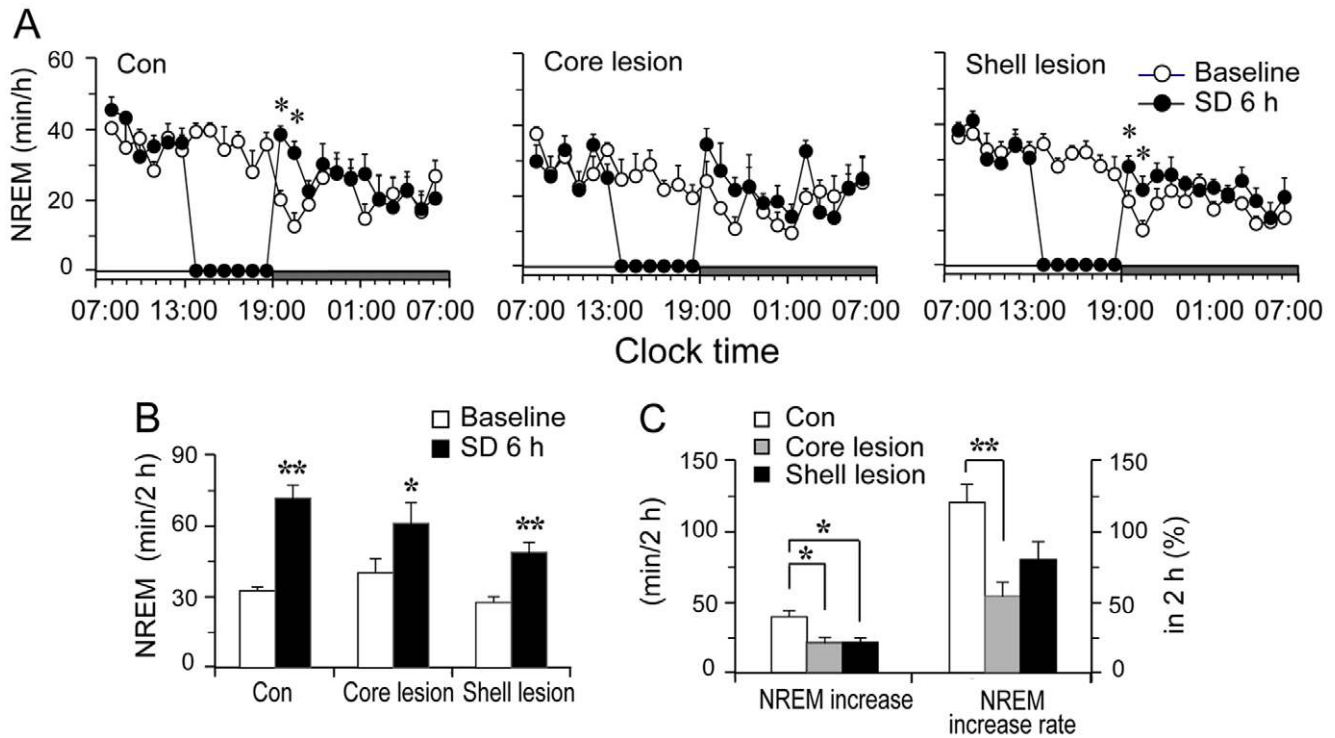 A
Con
Core lesion
Shell lesion
Baseline
SD 6 h
NREM (min/h)
60
40
20
0
* *
* *
07:00 13:00 19:00 01:00 07:00
07:00 13:00 19:00 01:00 07:00
07:00 13:00 19:00 01:00 07:00
Clock time
B
Baseline
SD 6 h
NREM (min/2 h)
90
60
30
0
** * **
Con Core lesion Shell lesion
C
Con
Core lesion
Shell lesion
(min/2 h)
150
100
50
0
* *
**
150
100
50
0
in 2 h (%)
NREM increase
NREM
increase rate